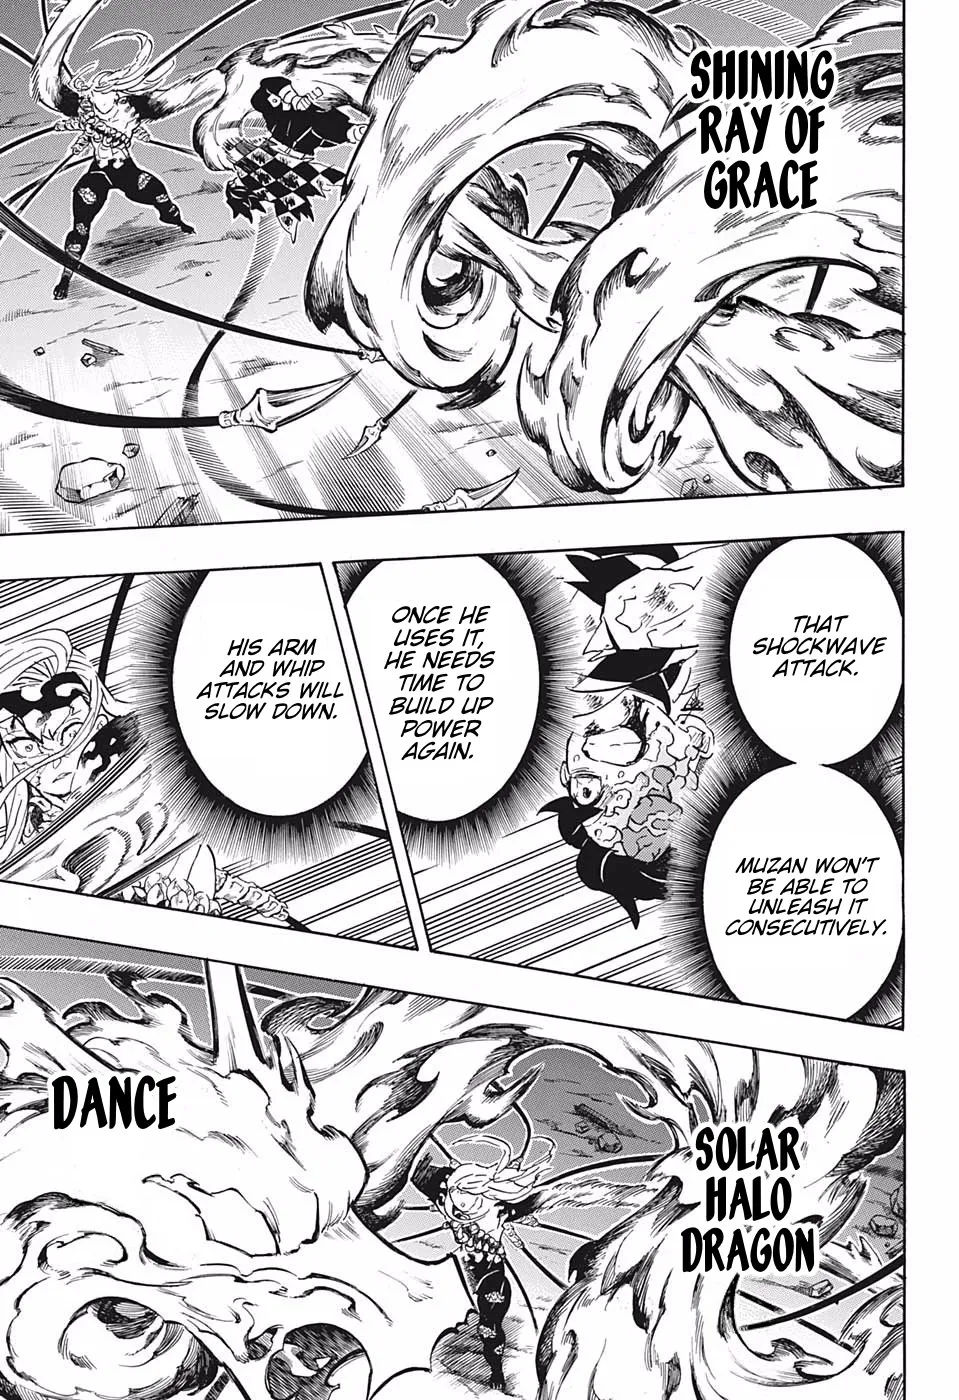 SHINING
RAY OF
GRACE
THAT
SHOCKWAVE
ATTACK.
MUZAN WON'T
BE ABLE TO
UNLEASH IT
CONSECUTIVELY.
ONCE HE
USES IT,
HE NEEDS
TIME TO
BUILD UP
POWER
AGAIN.
HIS ARM
AND WHIP
ATTACKS WILL
SLOW DOWN.
SOLAR
HALO
DRAGON
DANCE